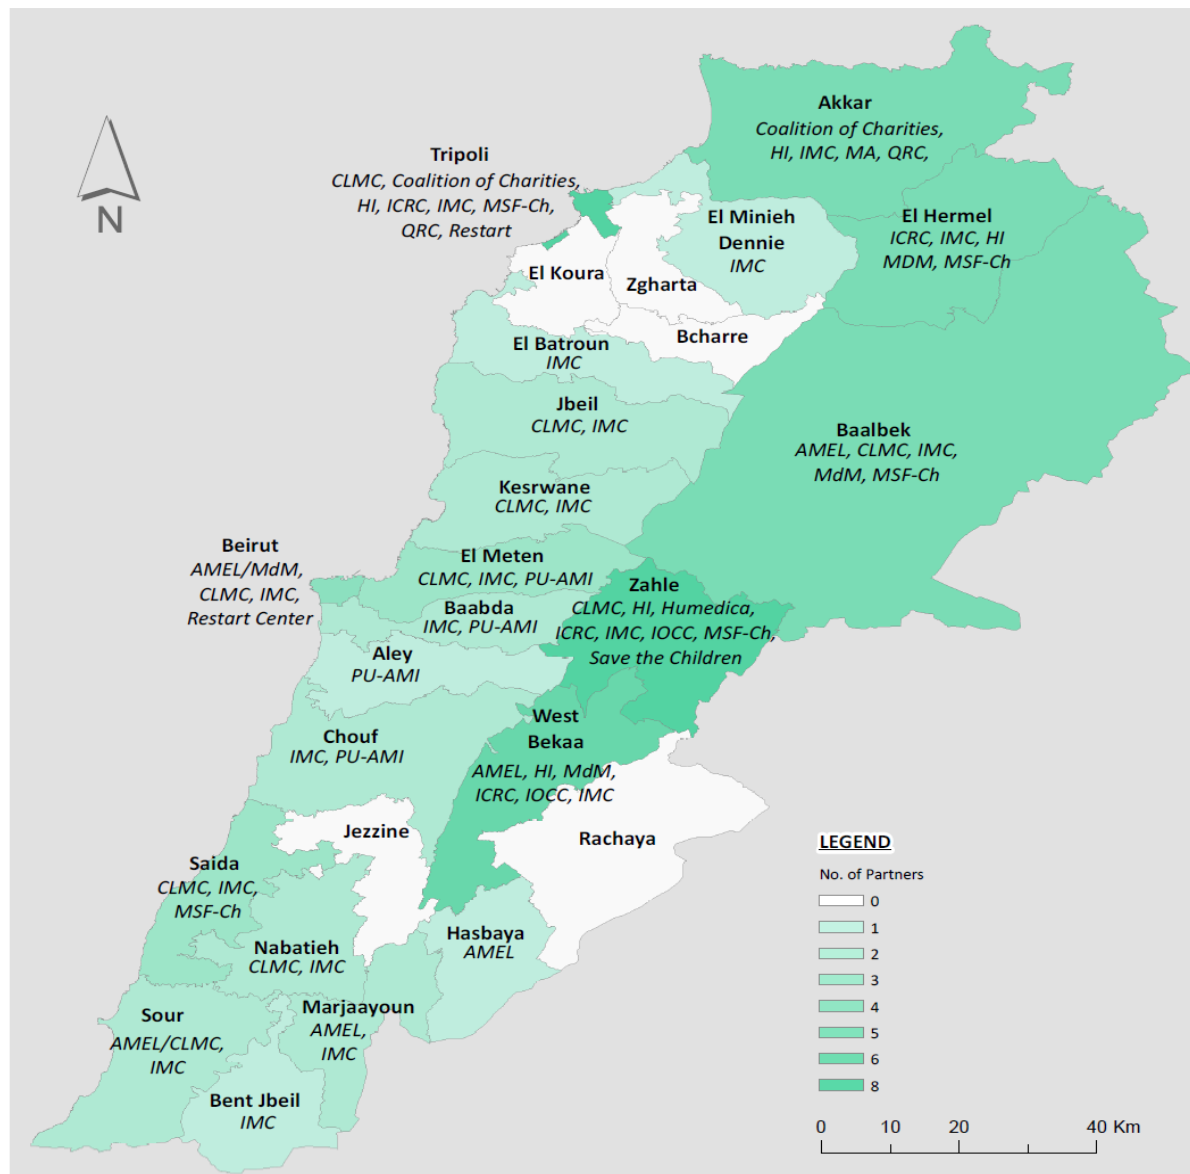 Akkar
Coalition of Charities,
HI, IMC, MA, QRC,
Tripoli
CLMC, Coalition of Charities,
HI, ICRC, IMC, MSF-Ch,
QRC, Restart
N
El Minieh
Dennie
IMC
El Hermel
ICRC, IMC, HI
MDM, MSF-Ch
El Koura
Zgharta
Bcharre
El Batroun
IMC
Jbeil
CLMC, IMC
Baalbek
AMEL, CLMC, IMC,
MdM, MSF-Ch
Kesrwane
CLMC, IMC
Beirut
AMEL/MdM,
CLMC, IMC,
Restart Center
El Meten
CLMC, IMC, PU-AMI
Zahle
CLMC, HI, Humedica,
ICRC, IMC, IOCC, MSF-Ch,
Save the Children
Baabda
IMC, PU-AMI
Aley
PU-AMI
Chouf
IMC, PU-AMI
West
Bekaa
AMEL, HI, MdM,
ICRC, IOCC, IMC
Jezzine
Rachaya
Saida
CLMC, IMC,
MSF-Ch
Nabatieh
CLMC, IMC
Hasbaya
AMEL
Marjaayoun
AMEL,
IMC
Sour
AMEL/CLMC,
IMC
Bent Jbeil
IMC
LEGEND
No. of Partners
0
1
2
3
4
5
6
8
0 10 20 40 Km